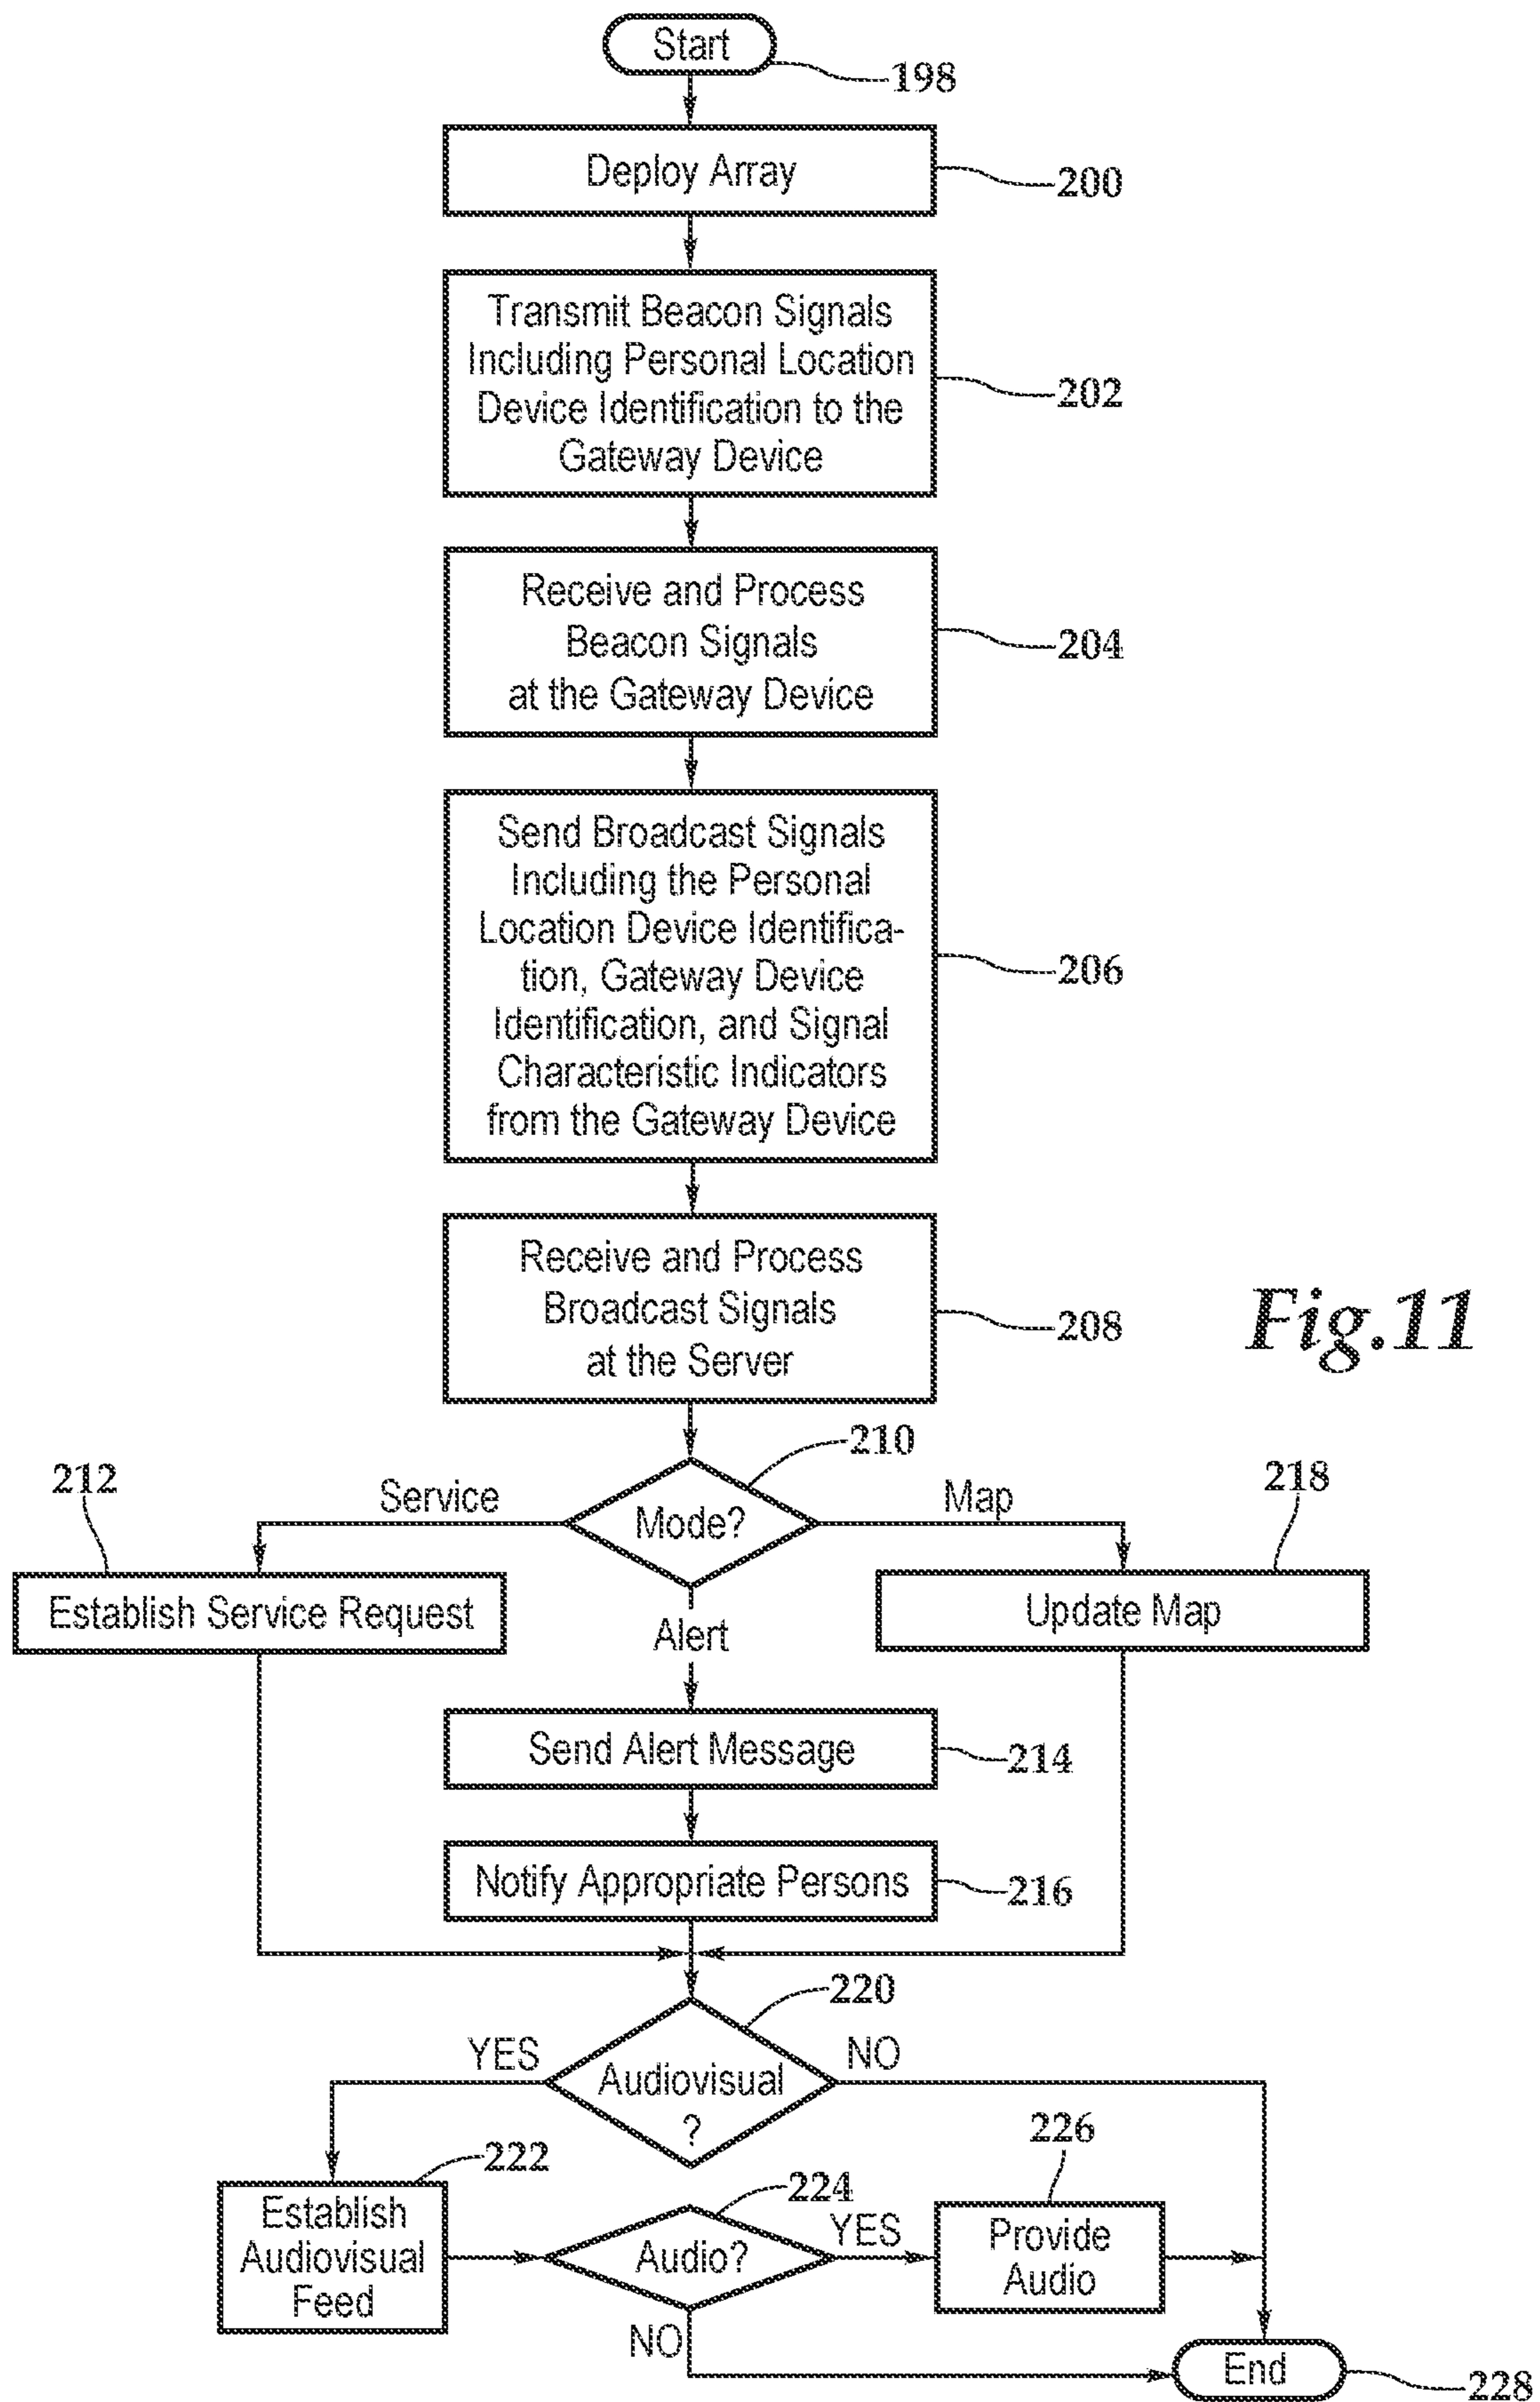 Start
198
Deploy Array
200
Transmit Beacon Signals
Including Personal Location
Device Identification to the
Gateway Device
202
Receive and Process
Beacon Signals
at the Gateway Device
204
Send Broadcast Signals
Including the Personal
Location Device Identifica-
tion, Gateway Device
Identification, and Signal
Characteristic Indicators
from the Gateway Device
206
Receive and Process
Broadcast Signals
at the Server
208
Fig.11
210
Mode?
Service
Map
212
218
Establish Service Request
Alert
Update Map
Send Alert Message
214
Notify Appropriate Persons
216
220
YES
NO
Audiovisual
?
222
224
226
Establish
Audiovisual
Feed
Audio?
YES
Provide
Audio
NO
End
228